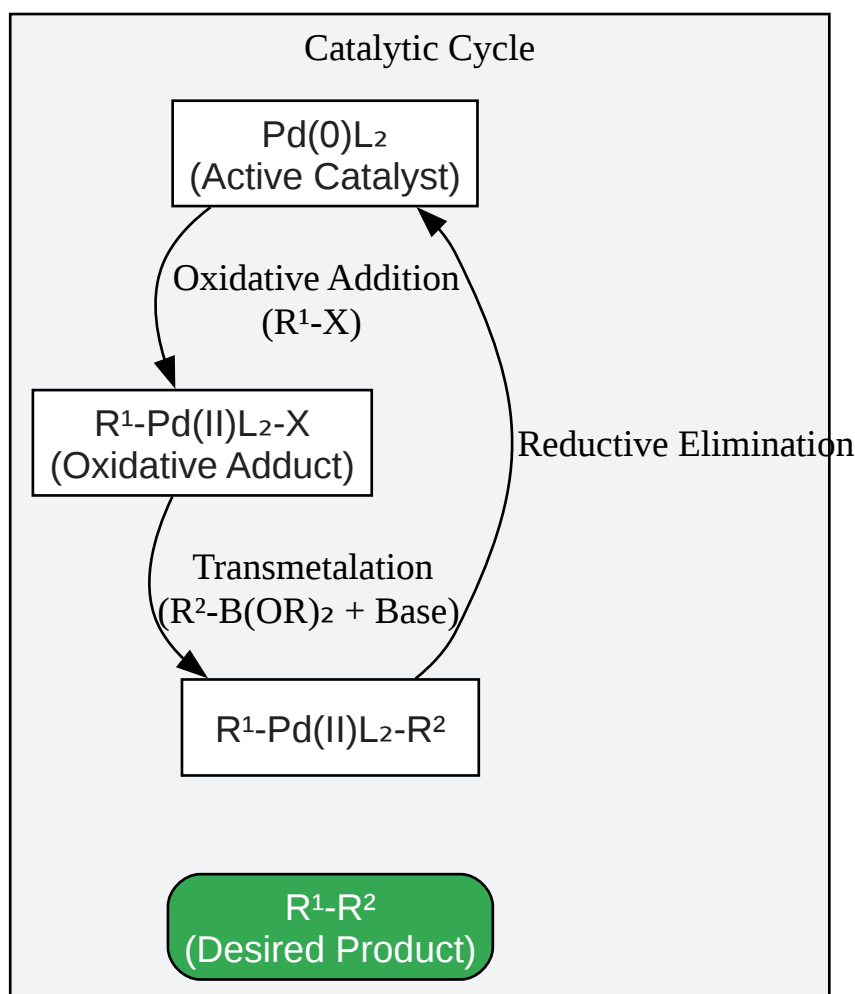 Catalytic Cycle
Pd(0)L₂
(Active Catalyst)
Oxidative Addition
(R¹-X)
R¹-Pd(II)L₂-X
(Oxidative Adduct)
Reductive Elimination
Transmetalation
(R²-B(OR)₂ + Base)
R¹-Pd(II)L₂-R²
R¹-R²
(Desired Product)